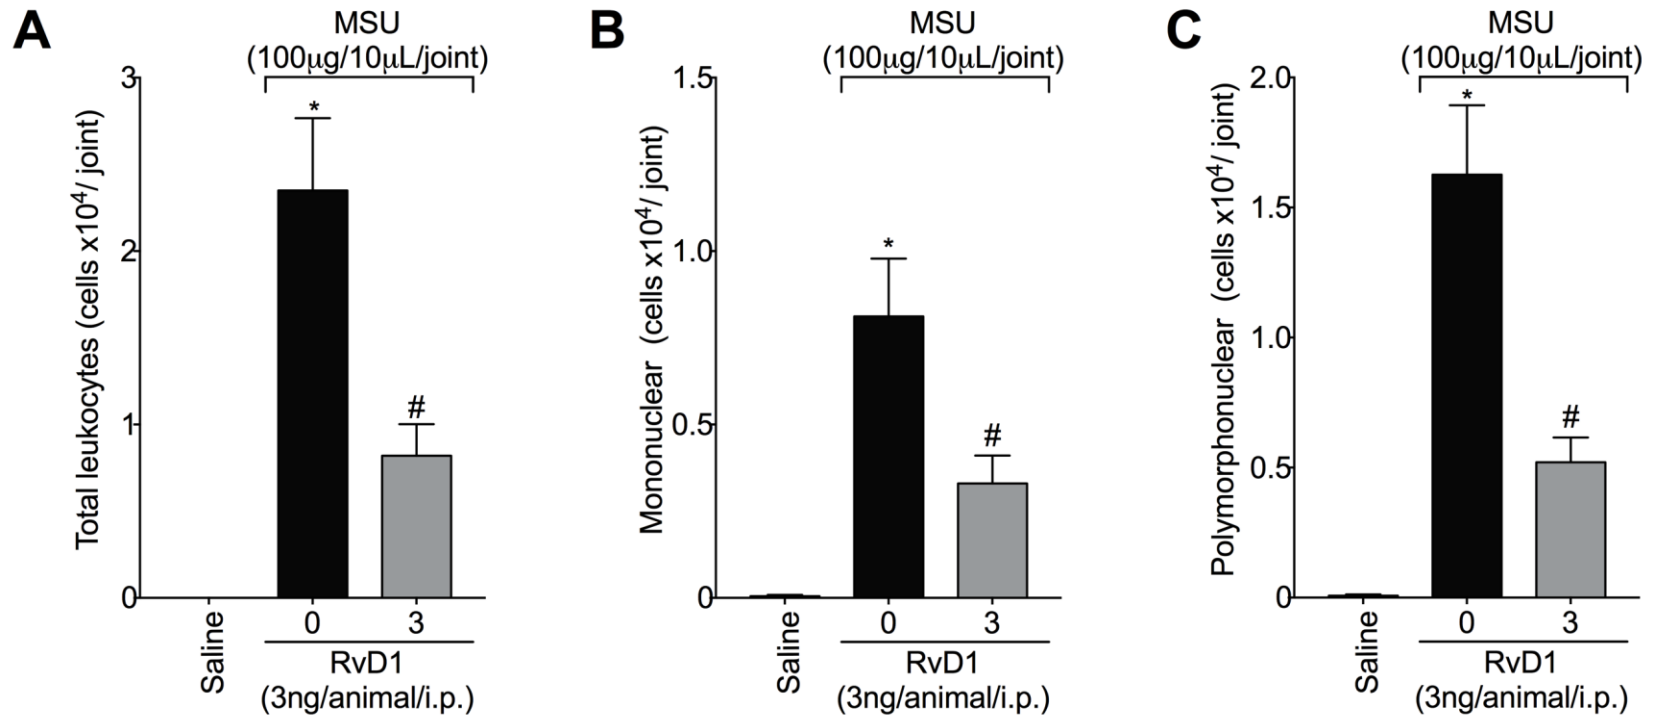 A
MSU
(100µg/10µL/joint)
Total leukocytes (cells x10⁴/ joint)
3
*
2
1
#
0
Saline
0
3
RvD1
(3ng/animal/i.p.)
B
MSU
(100µg/10µL/joint)
Mononuclear (cells x10⁴/ joint)
1.5
*
1.0
0.5
#
0
Saline
0
3
RvD1
(3ng/animal/i.p.)
C
MSU
(100µg/10µL/joint)
Polymorphonuclear (cells x10⁴/ joint)
2.0
*
1.5
1.0
#
0.5
0
Saline
0
3
RvD1
(3ng/animal/i.p.)